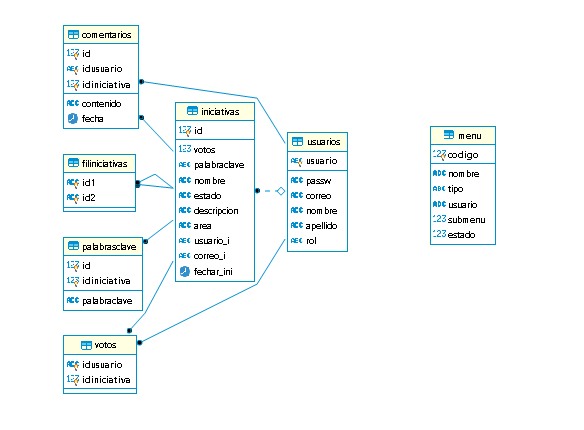 comentarios
123 id
ABC idusuario
123 idiniciativa
ABC contenido
fecha
filiniciativas
ABC id1
123 id2
palabrasclave
ABC id
123 idiniciativa
ABC palabraclave
votos
ABC idusuario
123 idiniciativa
iniciativas
123 id
123 votos
ABC palabraclave
ABC nombre
ABC estado
ABC descripcion
ABC area
ABC usuario_i
ABC correo_i
fechar_ini
usuarios
ABC usuario
ABC passw
ABC correo
ABC nombre
ABC apellido
ABC rol
menu
123 codigo
ABC nombre
ABC tipo
ABC usuario
123 submenu
123 estado